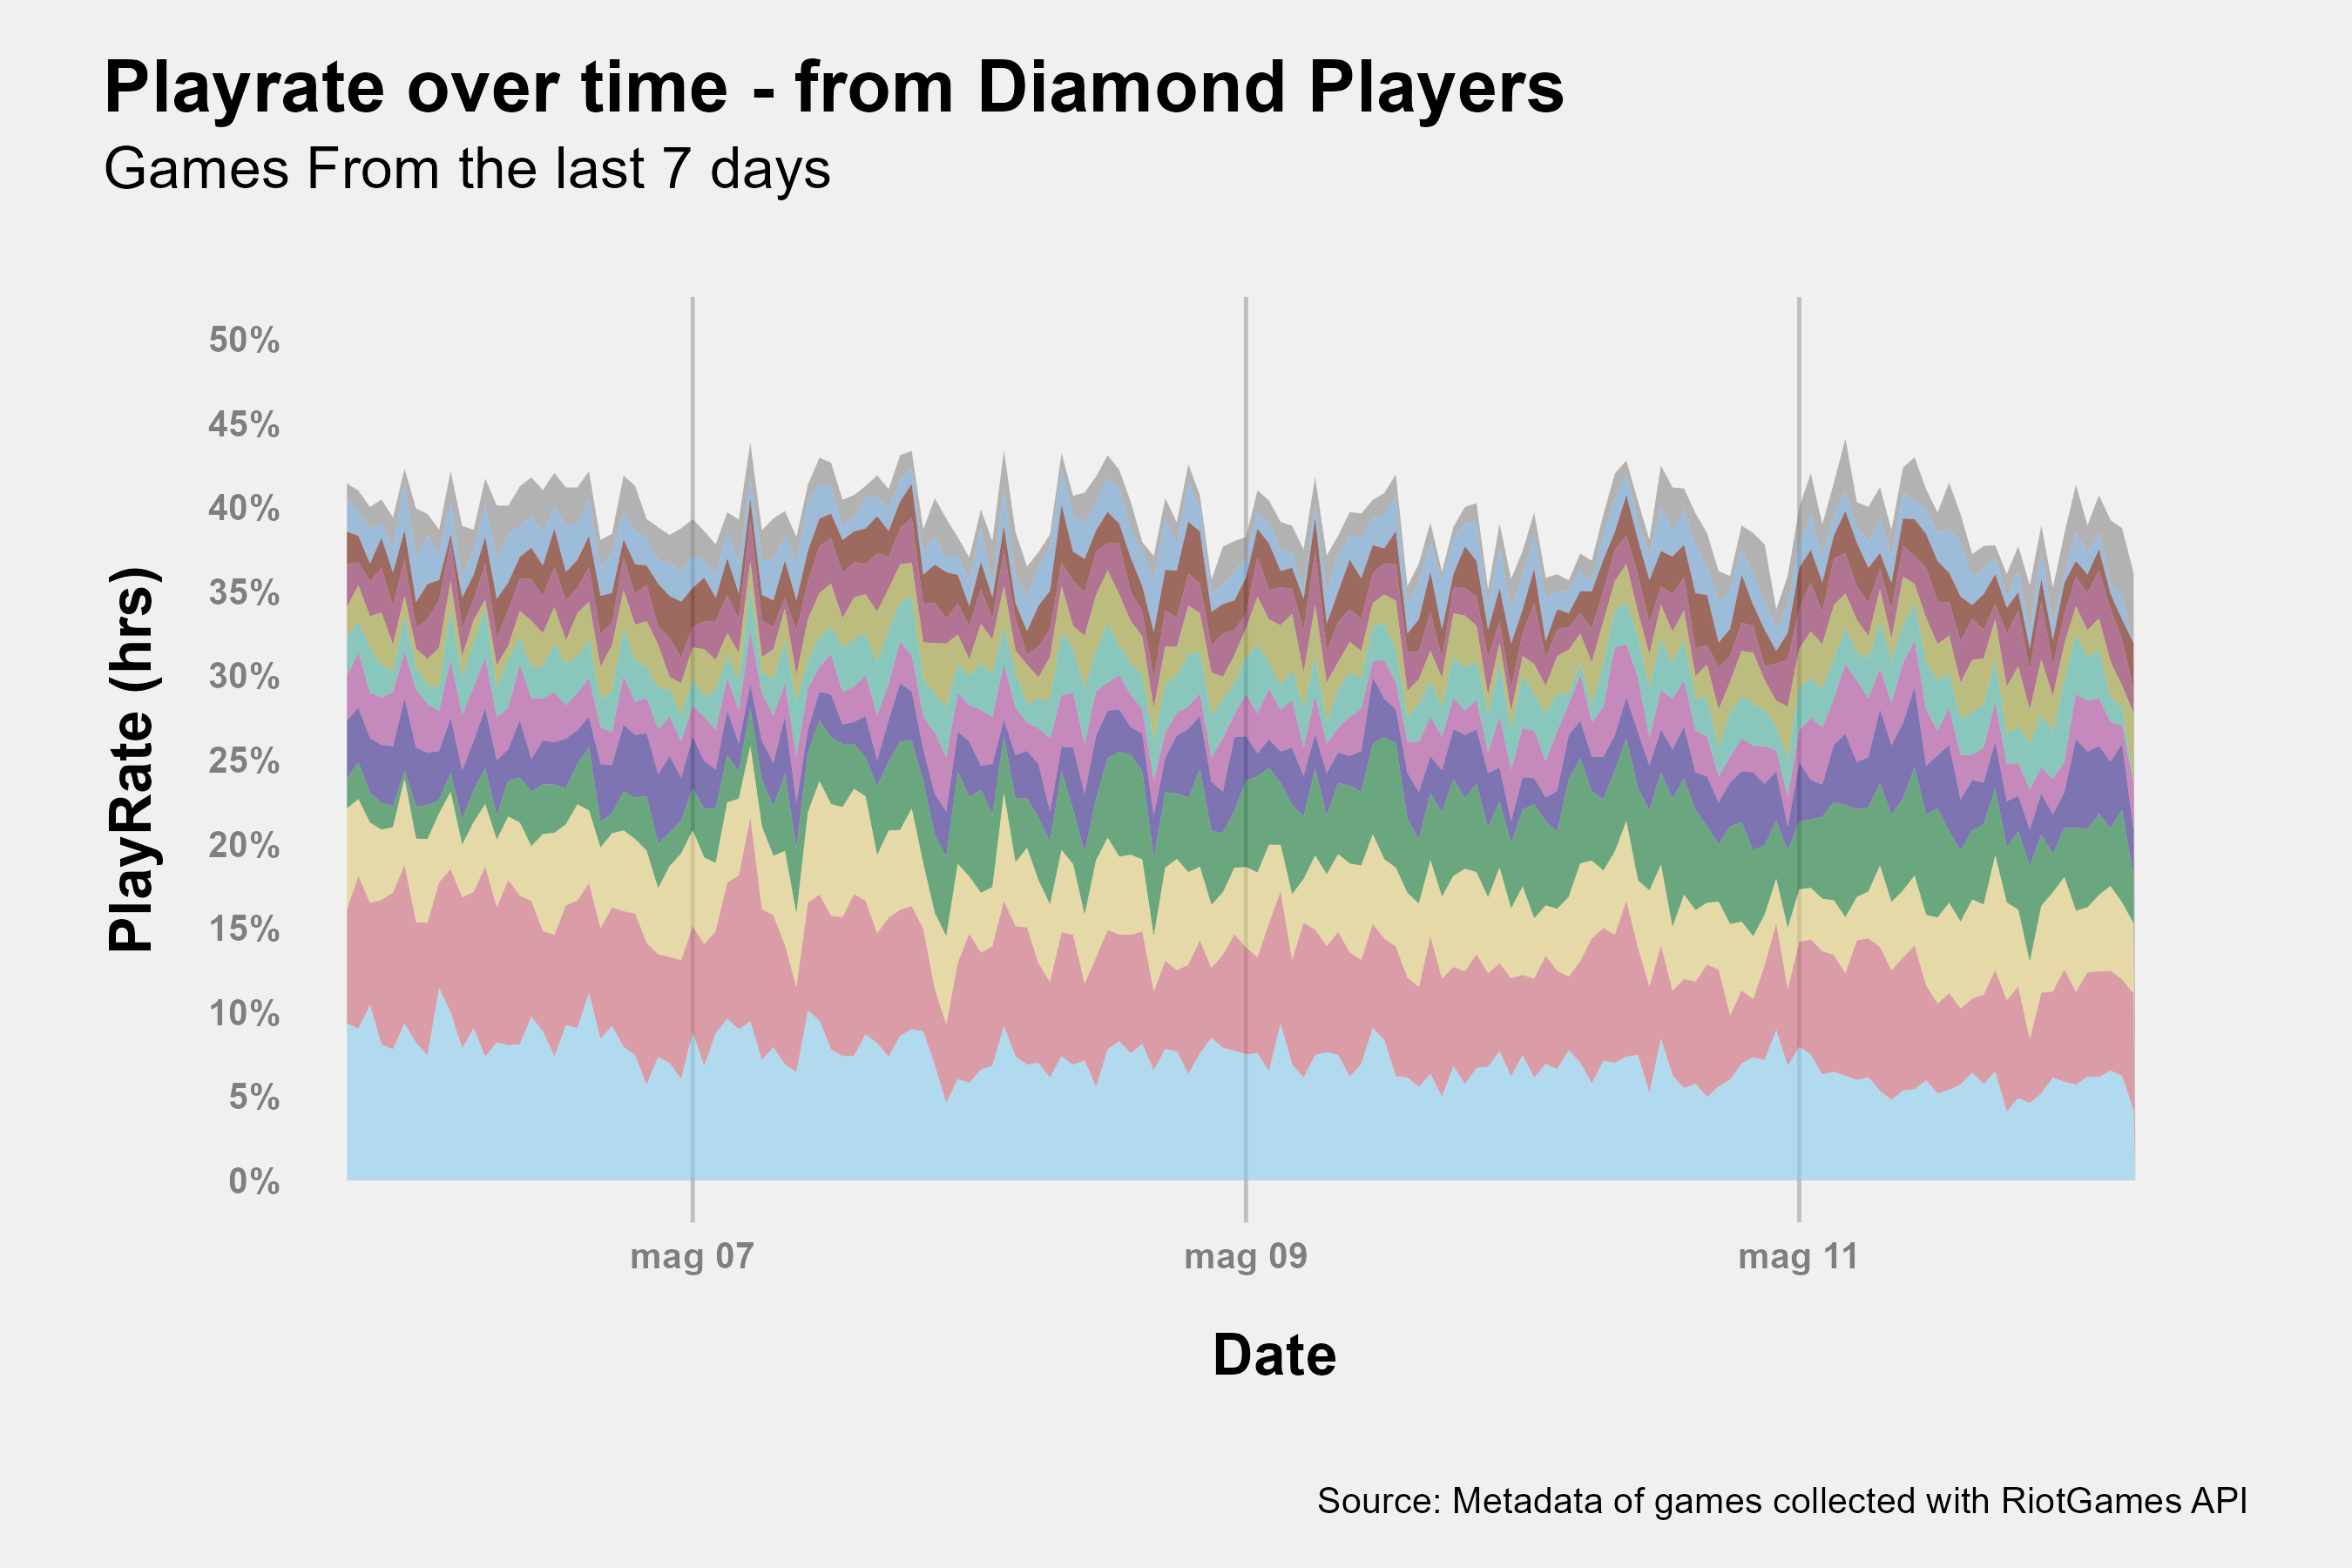 Playrate over time - from Diamond Players
Games From the last 7 days
50%
45%
40%
35%
30%
25%
20%
15%
10%
5%
0%
PlayRate (hrs)
mag 07
mag 09
mag 11
Date
Source: Metadata of games collected with RiotGames API